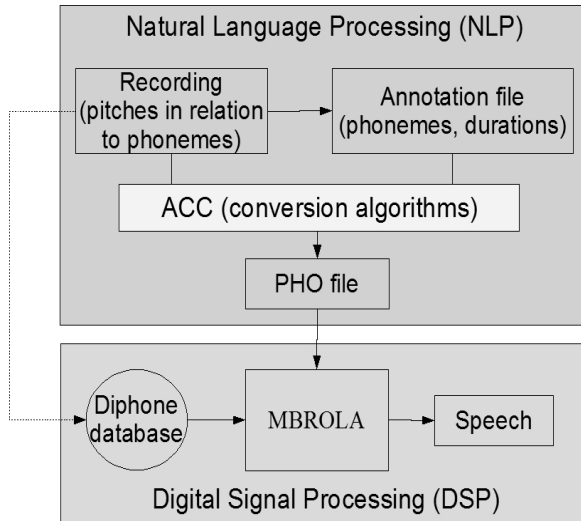 Natural Language Processing (NLP)
Recording
(pitches in relation
to phonemes)
Annotation file
(phonemes, durations)
ACC (conversion algorithms)
PHO file
Diphone
database
MBROLA
Speech
Digital Signal Processing (DSP)